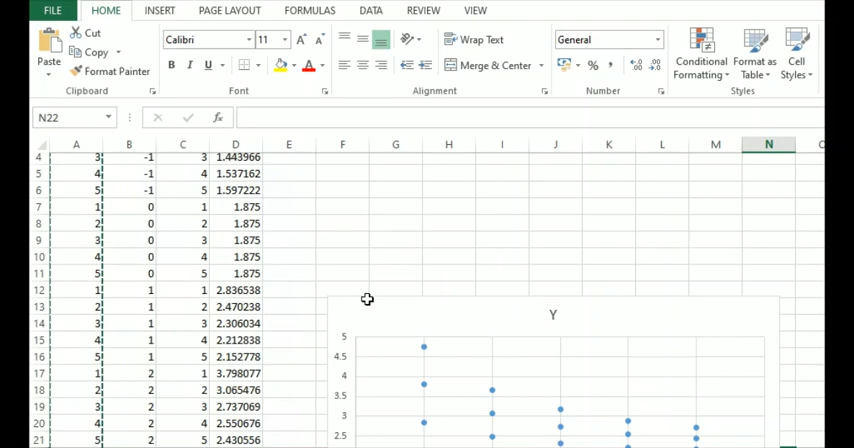 FILE HOME INSERT PAGE LAYOUT FORMULAS DATA REVIEW VIEW
Cut
Copy
Format Painter
Paste
Clipboard
Calibri 11 A A
B I U A
Font
Wrap Text
Merge & Center
Alignment
General
% ,
Number
Conditional Formatting
Format as Table
Cell Styles
Styles
N22 fx
A B C D E F G H I J K L M N
4 3 -1 3 1.443966
5 4 -1 4 1.537162
6 5 -1 5 1.597222
7 1 0 1 1.875
8 2 0 2 1.875
9 3 0 3 1.875
10 4 0 4 1.875
11 5 0 5 1.875
12 1 1 1 2.836538
13 2 1 2 2.470238
14 3 1 3 2.306034
15 4 1 4 2.212838
16 5 1 5 2.152778
17 1 2 1 3.798077
18 2 2 2 3.065476
19 3 2 3 2.737069
20 4 2 4 2.550676
21 5 2 5 2.430556
Y
5
4.5
4
3.5
3
2.5